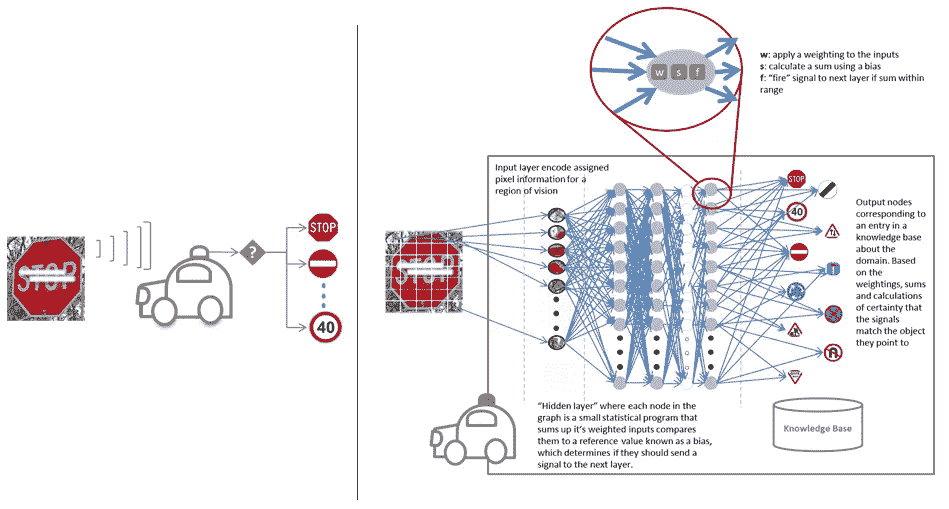 STOP
?
STOP
40
w: apply a weighting to the inputs
s: calculate a sum using a bias
f: "fire" signal to next layer if sum within
range
w s f
Input layer encode assigned
pixel information for a
region of vision
STOP
STOP
40
Output nodes
corresponding to
an entry in a
knowledge base
about the
domain. Based
on the
weightings, sums
and calculations
of certainty that
the signals
match the object
they point to
"Hidden layer" where each node in the
graph is a small statistical program that
sums up it's weighted inputs compares
them to a reference value known as a bias,
which determines if they should send a
signal to the next layer.
Knowledge Base